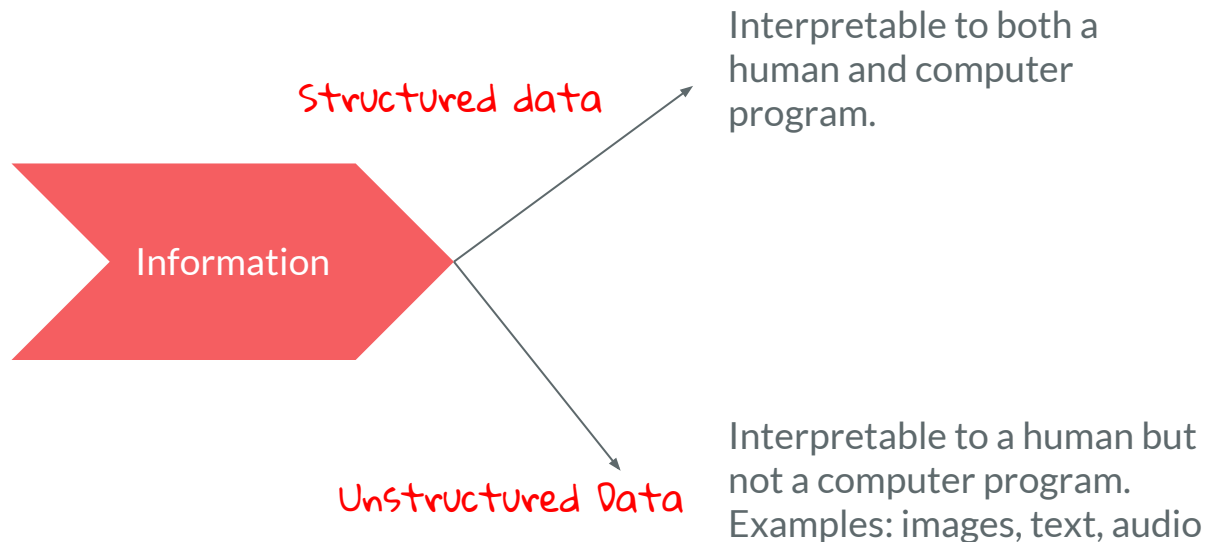 Structured data
Interpretable to both a
human and computer
program.
Information
Unstructured Data
Interpretable to a human but
not a computer program.
Examples: images, text, audio